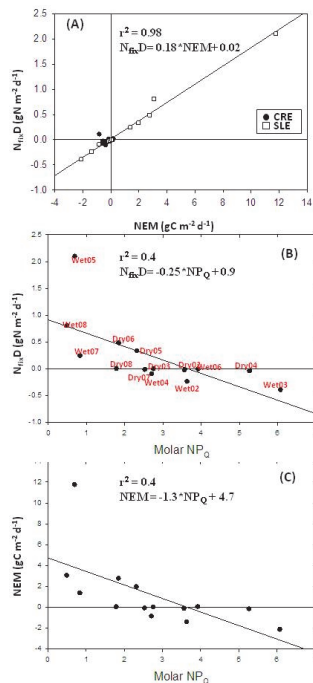 (A)
r² = 0.98
NfixD= 0.18*NEM+ 0.02
NfixD (gN m-2 d-1)
2.5
2.0
1.5
1.0
0.5
0.0
-0.5
-1.0
CRE
SLE
-4 -2 0 2 4 6 8 10 12 14
NEM (gC m-2 d-1)
(B)
r² = 0.4
NfixD= -0.25*NPQ + 0.9
NfixD (gN m-2 d-1)
2.5
2.0
1.5
1.0
0.5
0.0
-0.5
-1.0
Wet05
Wet08
Dry06
Wet07
Dry05
Dry08
Dry03
Dry02
Wet06
Dry04
Dry07
Wet04
Wet02
Wet03
0 1 2 3 4 5 6 7
Molar NPQ
(C)
r² = 0.4
NEM = -1.3*NPQ + 4.7
NEM (gC m-2 d-1)
12
10
8
6
4
2
0
-2
-4
0 1 2 3 4 5 6 7
Molar NPQ